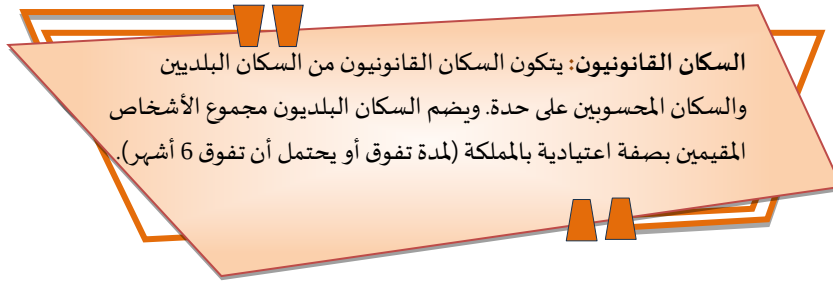 السكان القانونيون: يتكون السكان القانونيون من السكان البلديين
والسكان المحسوبين على حدة. ويضم السكان البلديون مجموع الأشخاص
المقيمين بصفة اعتيادية بالمملكة (لمدة تفوق أو يحتمل أن تفوق 6 أشهر).